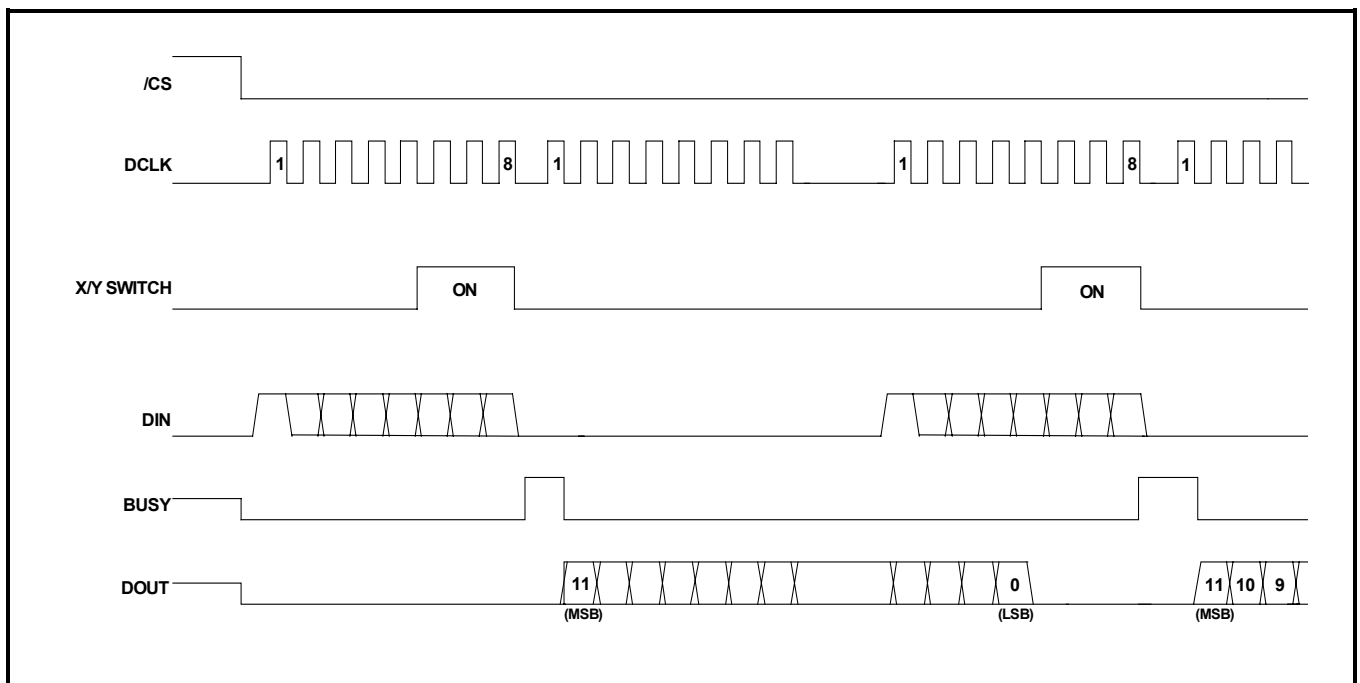 /CS
DCLK 1 8 1 1 8 1
X/Y SWITCH ON ON
DIN
BUSY
DOUT 11 0 11 10 9
(MSB) (LSB) (MSB)